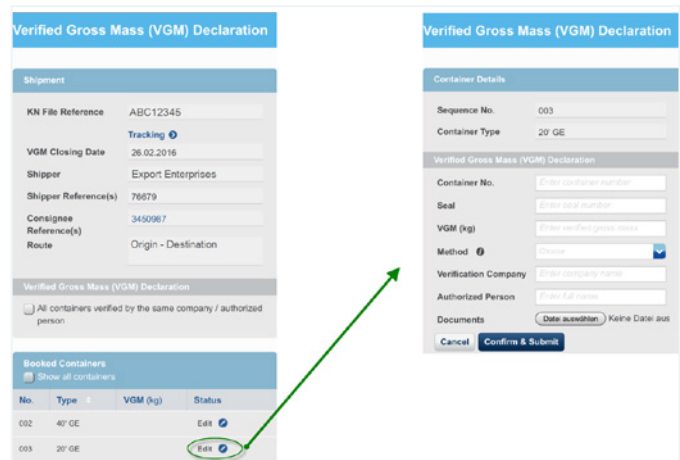 Verified Gross Mass (VGM) Declaration
Shipment
KN File Reference ABC12345
Tracking
VGM Closing Date 26.02.2016
Shipper Export Enterprises
Shipper Reference(s) 76679
Consignee Reference(s) 3450987
Route Origin - Destination
Verified Gross Mass (VGM) Declaration
All containers verified by the same company / authorized
person
Booked Containers
Show all containers
No. Type VGM (kg) Status
002 40' GE Edit
003 20' GE Edit
Verified Gross Mass (VGM) Declaration
Container Details
Sequence No. 003
Container Type 20' GE
Verified Gross Mass (VGM) Declaration
Container No. Enter container number
Seal Enter seal number
VGM (kg) Enter verified gross mass
Method Choose
Verification Company Enter company name
Authorized Person Enter full name
Documents Datei auswählen Keine Datei aus
Cancel Confirm & Submit